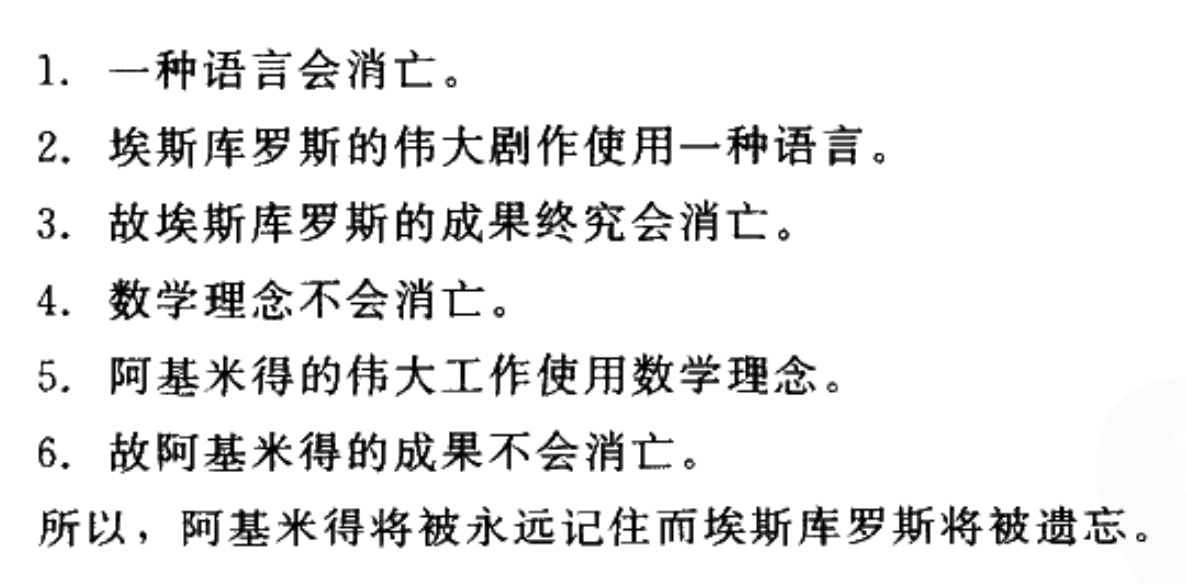 1. 一种语言会消亡。
2. 埃斯库罗斯的伟大剧作使用一种语言。
3. 故埃斯库罗斯的成果终究会消亡。
4. 数学理念不会消亡。
5. 阿基米得的伟大工作使用数学理念。
6. 故阿基米得的成果不会消亡。
所以，阿基米得将被永远记住而埃斯库罗斯将被遗忘。